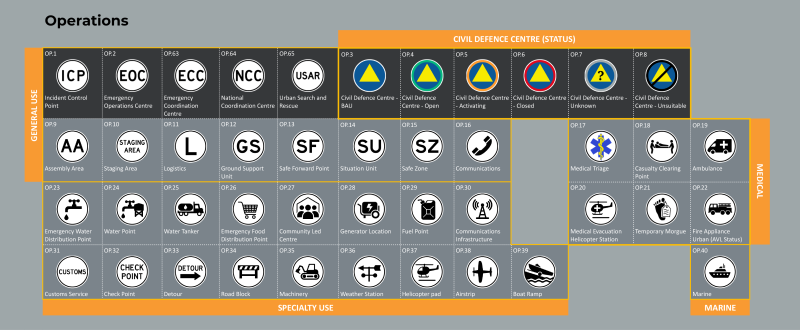 Operations
CIVIL DEFENCE CENTRE (STATUS)
GENERAL USE
OP.1
ICP
Incident Control
Point
OP.2
EOC
Emergency
Operations Centre
OP.63
ECC
Emergency
Coordination
Centre
OP.64
NCC
National
Coordination Centre
OP.65
USAR
Urban Search and
Rescue
OP.3
Civil Defence Centre -
BAU
OP.4
Civil Defence
Centre - Open
OP.5
Civil Defence Centre
- Activating
OP.6
Civil Defence Centre
- Closed
OP.7
?
Civil Defence Centre -
Unknown
OP.8
Civil Defence
Centre - Unsuitable
OP.9
AA
Assembly Area
OP.10
STAGING
AREA
Staging Area
OP.11
L
Logistics
OP.12
GS
Ground Support
Unit
OP.13
SF
Safe Forward Point
OP.14
SU
Situation Unit
OP.15
SZ
Safe Zone
OP.16
Communications
OP.17
Medical Triage
OP.18
Casualty Clearing
Point
OP.19
Ambulance
MEDICAL
OP.23
Emergency Water
Distribution Point
OP.24
Water Point
OP.25
Water Tanker
OP.26
Emergency Food
Distribution Point
OP.27
Community Led
Centre
OP.28
Generator Location
OP.29
Fuel Point
OP.30
Communications
Infrastructure
OP.20
Medical Evacuation
Helicopter Station
OP.21
Temporary Morgue
OP.22
Fire Appliance
Urban (AVL Status)
OP.31
CUSTOMS
Customs Service
OP.32
CHECK
POINT
Check Point
OP.33
DETOUR
Detour
OP.34
Road Block
OP.35
Machinery
OP.36
Weather Station
OP.37
Helicopter pad
OP.38
Airstrip
OP.39
Boat Ramp
OP.40
Marine
SPECIALTY USE
MARINE